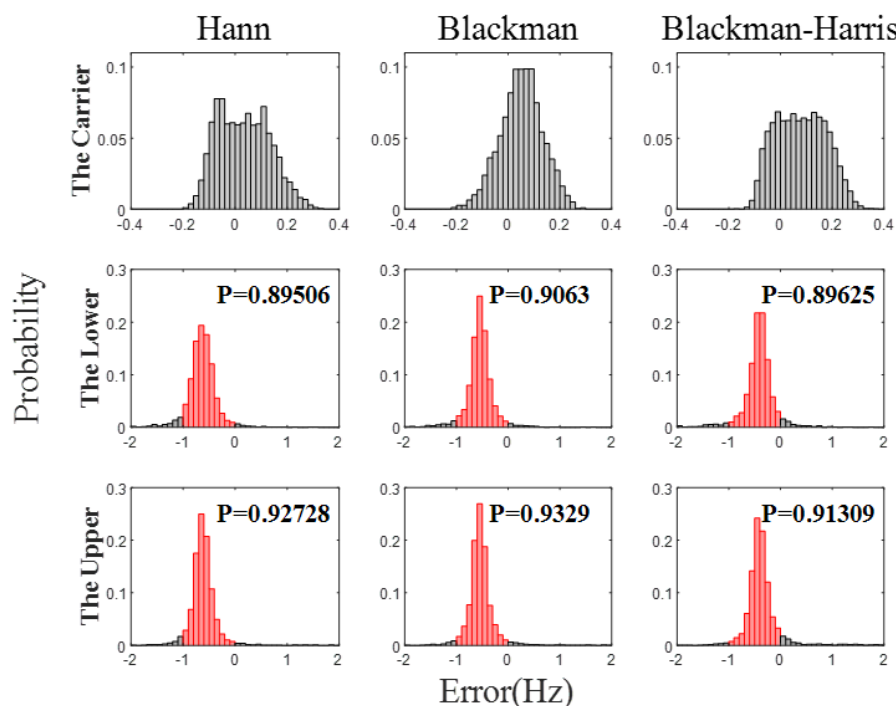 Hann Blackman Blackman-Harris
Probability
The Carrier
0.1 0.1 0.1
0.05 0.05 0.05
0 0 0
-0.4 -0.2 0 0.2 0.4 -0.4 -0.2 0 0.2 0.4 -0.4 -0.2 0 0.2 0.4
The Lower
0.3 0.3 0.3
P=0.89506 P=0.9063 P=0.89625
0.2 0.2 0.2
0.1 0.1 0.1
0 0 0
-2 -1 0 1 2 -2 -1 0 1 2 -2 -1 0 1 2
The Upper
0.3 0.3 0.3
P=0.92728 P=0.9329 P=0.91309
0.2 0.2 0.2
0.1 0.1 0.1
0 0 0
-2 -1 0 1 2 -2 -1 0 1 2 -2 -1 0 1 2
Error(Hz)